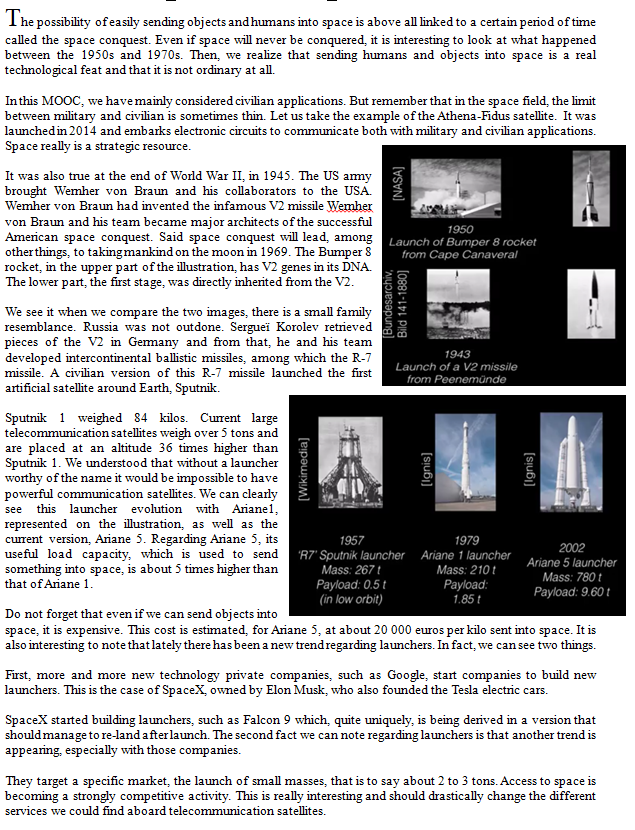 The possibility of easily sending objects and humans into space is above all linked to a certain period of time
called the space conquest. Even if space will never be conquered, it is interesting to look at what happened
between the 1950s and 1970s. Then, we realize that sending humans and objects into space is a real
technological feat and that it is not ordinary at all.
In this MOOC, we have mainly considered civilian applications. But remember that in the space field, the limit
between military and civilian is sometimes thin. Let us take the example of the Athena-Fidus satellite. It was
launched in 2014 and embarks electronic circuits to communicate both with military and civilian applications.
Space really is a strategic resource.
It was also true at the end of World War II, in 1945. The US army
brought Wernher von Braun and his collaborators to the USA.
Wernher von Braun had invented the infamous V2 missile Wernher
von Braun and his team became major architects of the successful
American space conquest. Said space conquest will lead, among
other things, to taking mankind on the moon in 1969. The Bumper 8
rocket, in the upper part of the illustration, has V2 genes in its DNA.
The lower part, the first stage, was directly inherited from the V2.
[NASA]
1950
Launch of Bumper 8 rocket
from Cape Canaveral
[Bundesarchiv,
Bild 141-1880]
1943
Launch of a V2 missile
from Peenemünde
We see it when we compare the two images, there is a small family
resemblance. Russia was not outdone. Sergueï Korolev retrieved
pieces of the V2 in Germany and from that, he and his team
developed intercontinental ballistic missiles, among which the R-7
missile. A civilian version of this R-7 missile launched the first
artificial satellite around Earth, Sputnik.
Sputnik 1 weighed 84 kilos. Current large
telecommunication satellites weigh over 5 tons and
are placed at an altitude 36 times higher than
Sputnik 1. We understood that without a launcher
worthy of the name it would be impossible to have
powerful communication satellites. We can clearly
see this launcher evolution with Ariane1,
represented on the illustration, as well as the
current version, Ariane 5. Regarding Ariane 5, its
useful load capacity, which is used to send
something into space, is about 5 times higher than
that of Ariane 1.
[Wikimedia]
1957
'R7' Sputnik launcher
Mass: 267 t
Payload: 0.5 t
(in low orbit)
[Ignis]
1979
Ariane 1 launcher
Mass: 210 t
Payload:
1.85 t
[Ignis]
2002
Ariane 5 launcher
Mass: 780 t
Payload: 9.60 t
Do not forget that even if we can send objects into
space, it is expensive. This cost is estimated, for Ariane 5, at about 20 000 euros per kilo sent into space. It is
also interesting to note that lately there has been a new trend regarding launchers. In fact, we can see two things.
First, more and more new technology private companies, such as Google, start companies to build new
launchers. This is the case of SpaceX, owned by Elon Musk, who also founded the Tesla electric cars.
SpaceX started building launchers, such as Falcon 9 which, quite uniquely, is being derived in a version that
should manage to re-land after launch. The second fact we can note regarding launchers is that another trend is
appearing, especially with those companies.
They target a specific market, the launch of small masses, that is to say about 2 to 3 tons. Access to space is
becoming a strongly competitive activity. This is really interesting and should drastically change the different
services we could find aboard telecommunication satellites.